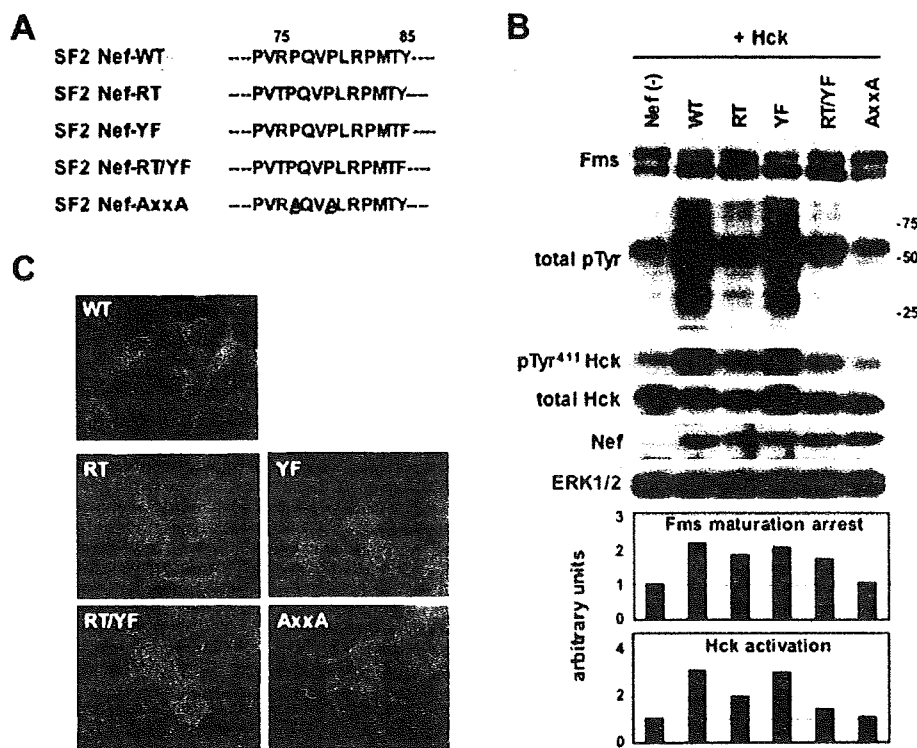 A
75 85
SF2 Nef-WT ----PVRPQVPLRPMTY----
SF2 Nef-RT ----PVTPQVPLRPMTY----
SF2 Nef-YF ----PVRPQVPLRPMTF----
SF2 Nef-RT/YF ----PVTPQVPLRPMTF----
SF2 Nef-AxxA ----PVRAQVALRPMTY----
B
+ Hck
Nef (-) WT RT YF RT/YF AxxA
Fms
total pTyr
-75
-50
-25
pTyr411 Hck
total Hck
Nef
ERK1/2
arbitrary units
Fms maturation arrest
3
2
1
0
Hck activation
4
2
0
C
WT
RT
YF
RT/YF
AxxA